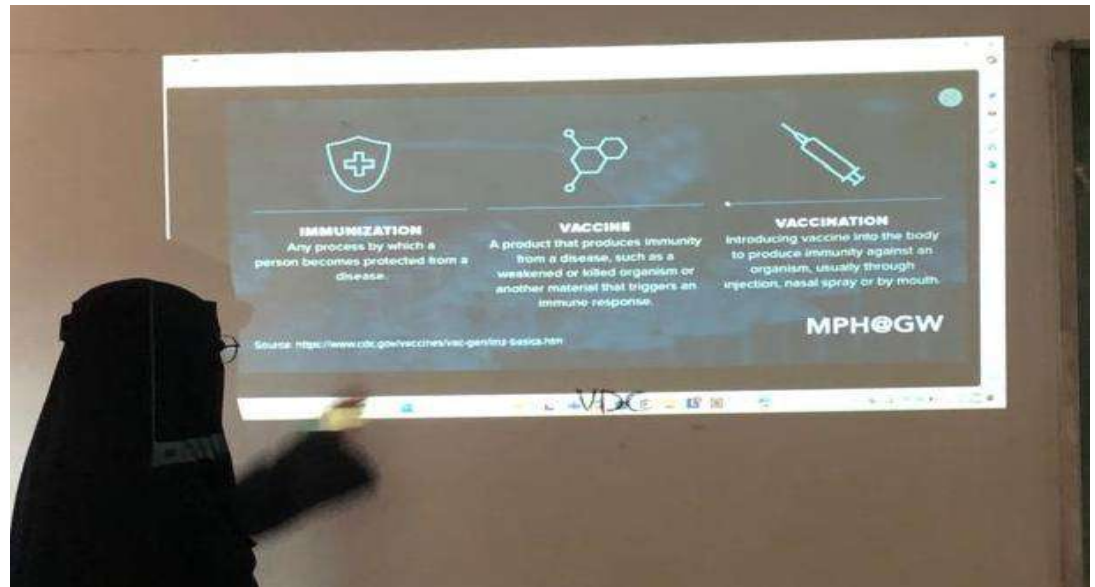 IMMUNIZATION
Any process by which a
person becomes protected from a
disease.
VACCINE
A product that produces immunity
from a disease, such as a
weakened or killed organism or
another material that triggers an
immune response.
VACCINATION
Introducing vaccine into the body
to produce immunity against an
organism, usually through
injection, nasal spray or by mouth.
MPH@GW
Source: https://www.cdc.gov/vaccines/vac-gen/imz-basics.htm
VDC